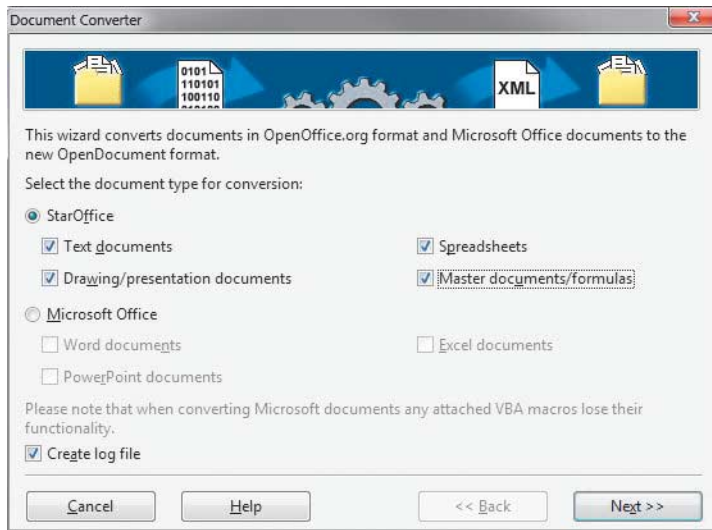 Document Converter
0101
110101
100110
XML
This wizard converts documents in OpenOffice.org format and Microsoft Office documents to the
new OpenDocument format.
Select the document type for conversion:
StarOffice
Text documents
Spreadsheets
Drawing/presentation documents
Master documents/formulas
Microsoft Office
Word documents
Excel documents
PowerPoint documents
Please note that when converting Microsoft documents any attached VBA macros lose their
functionality.
Create log file
Cancel
Help
<< Back
Next >>